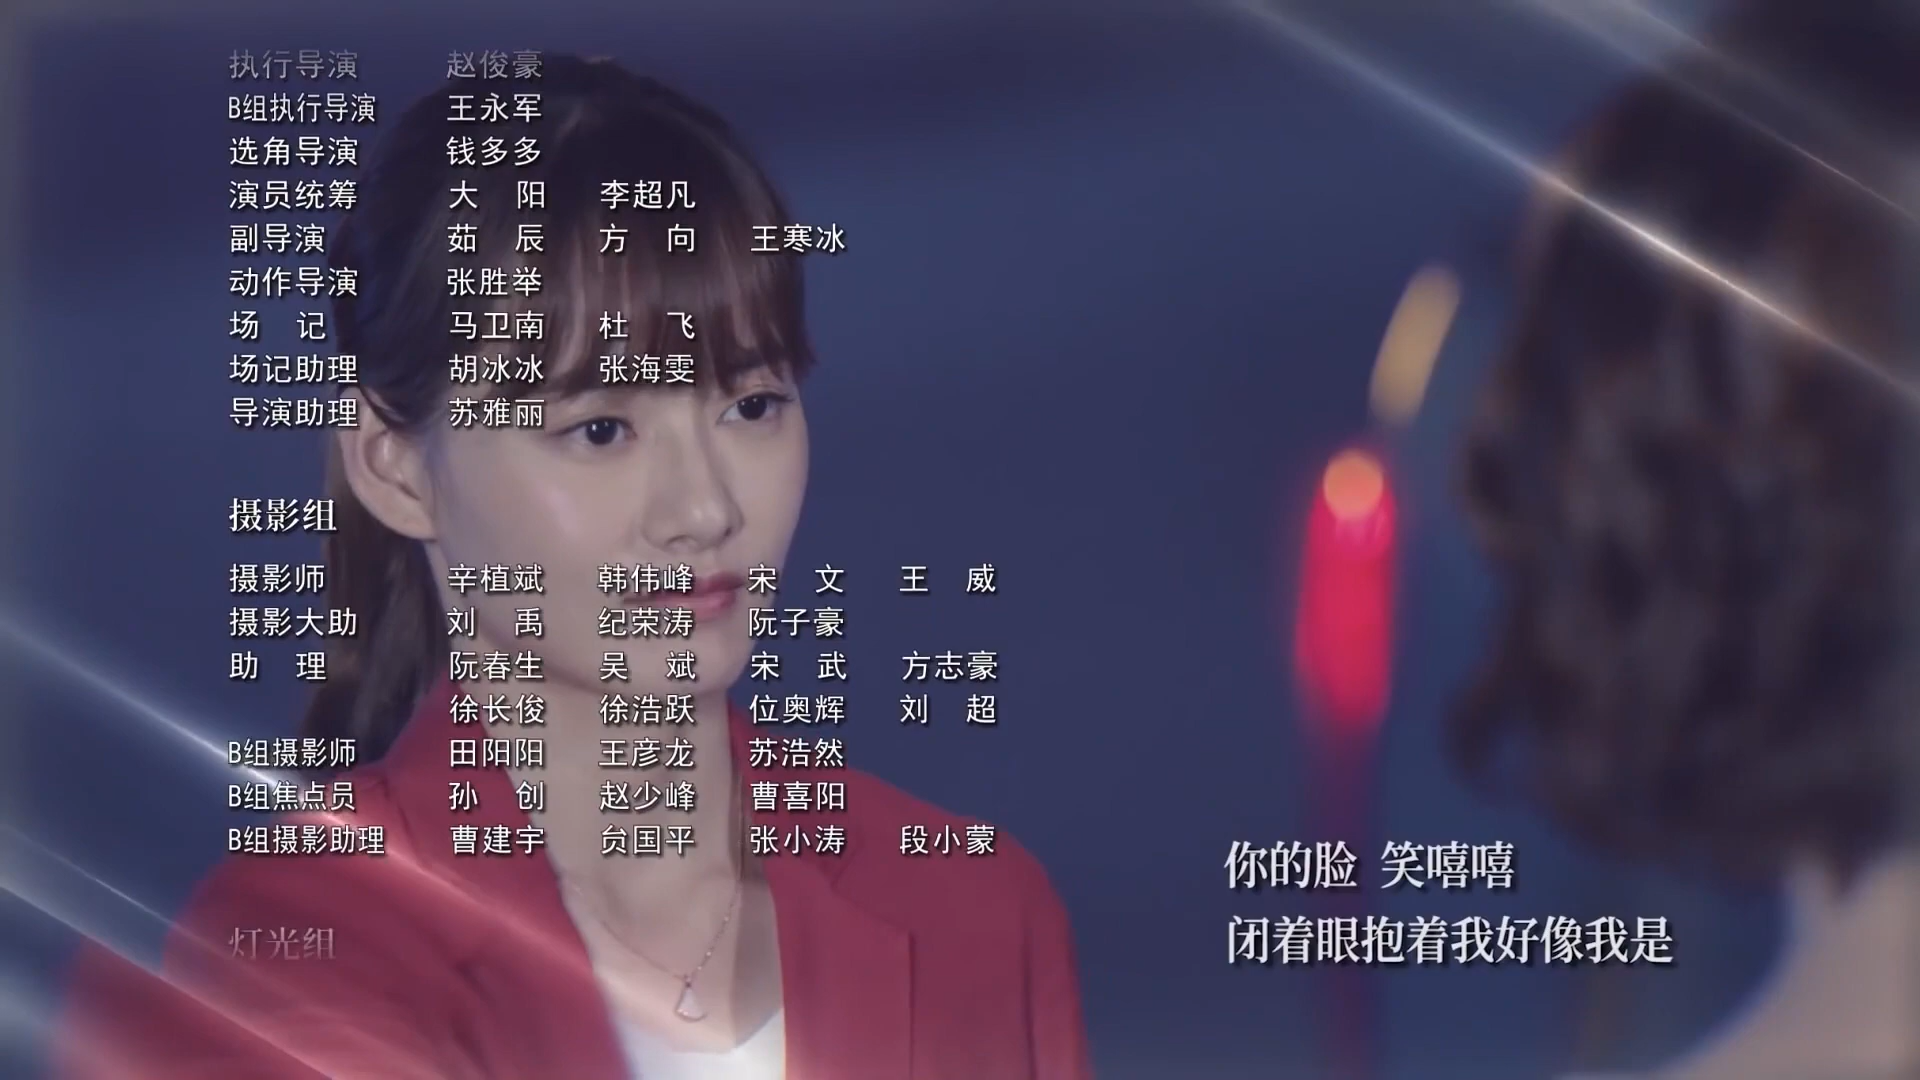 执行导演 赵俊豪
B组执行导演 王永军
选角导演 钱多多
演员统筹 大 阳 李超凡
副导演 茹 辰 方 向 王寒冰
动作导演 张胜举
场 记 马卫南 杜 飞
场记助理 胡冰冰 张海雯
导演助理 苏雅丽
摄影组
摄影师 辛植斌 韩伟峰 宋 文 王 威
摄影大助 刘 禹 纪荣涛 阮子豪
助 理 阮春生 吴 斌 宋 武 方志豪
徐长俊 徐浩跃 位奥辉 刘 超
B组摄影师 田阳阳 王彦龙 苏浩然
B组焦点员 孙 创 赵少峰 曹喜阳
B组摄影助理 曹建宇 贠国平 张小涛 段小蒙
灯光组
你的脸 笑嘻嘻
闭着眼抱着我好像我是